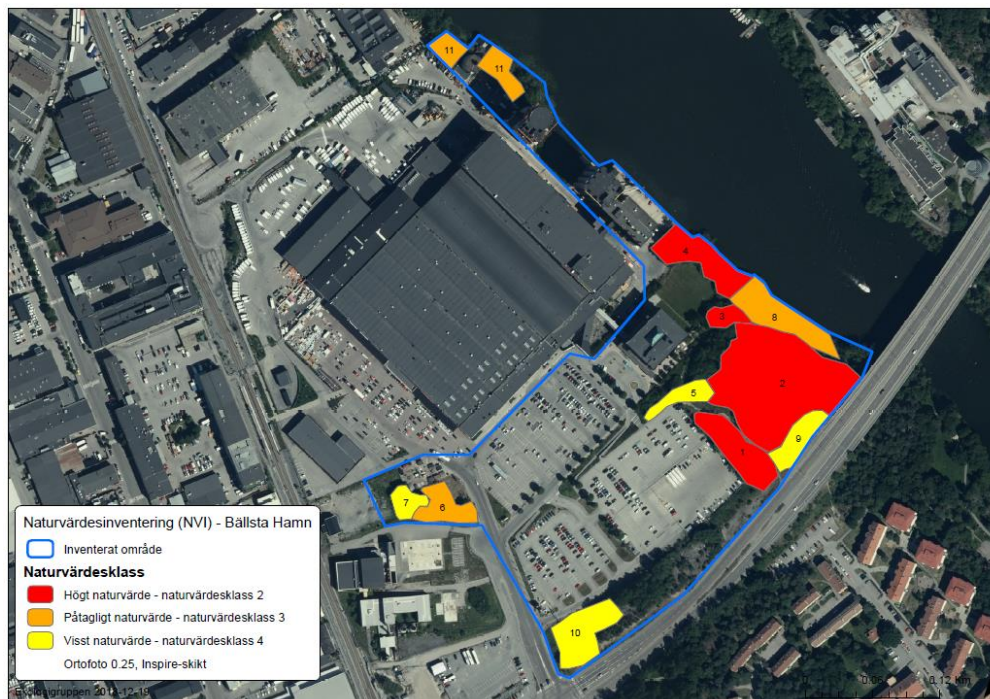 11
11
4
3
8
2
5
9
1
7
6
10
Naturvärdesinventering (NVI) - Bällsta Hamn
Inventerat område
Naturvärdesklass
Högt naturvärde - naturvärdesklass 2
Påtagligt naturvärde - naturvärdesklass 3
Visst naturvärde - naturvärdesklass 4
Ortofoto 0.25, Inspire-skikt
Ekologigruppen
0.12 Km